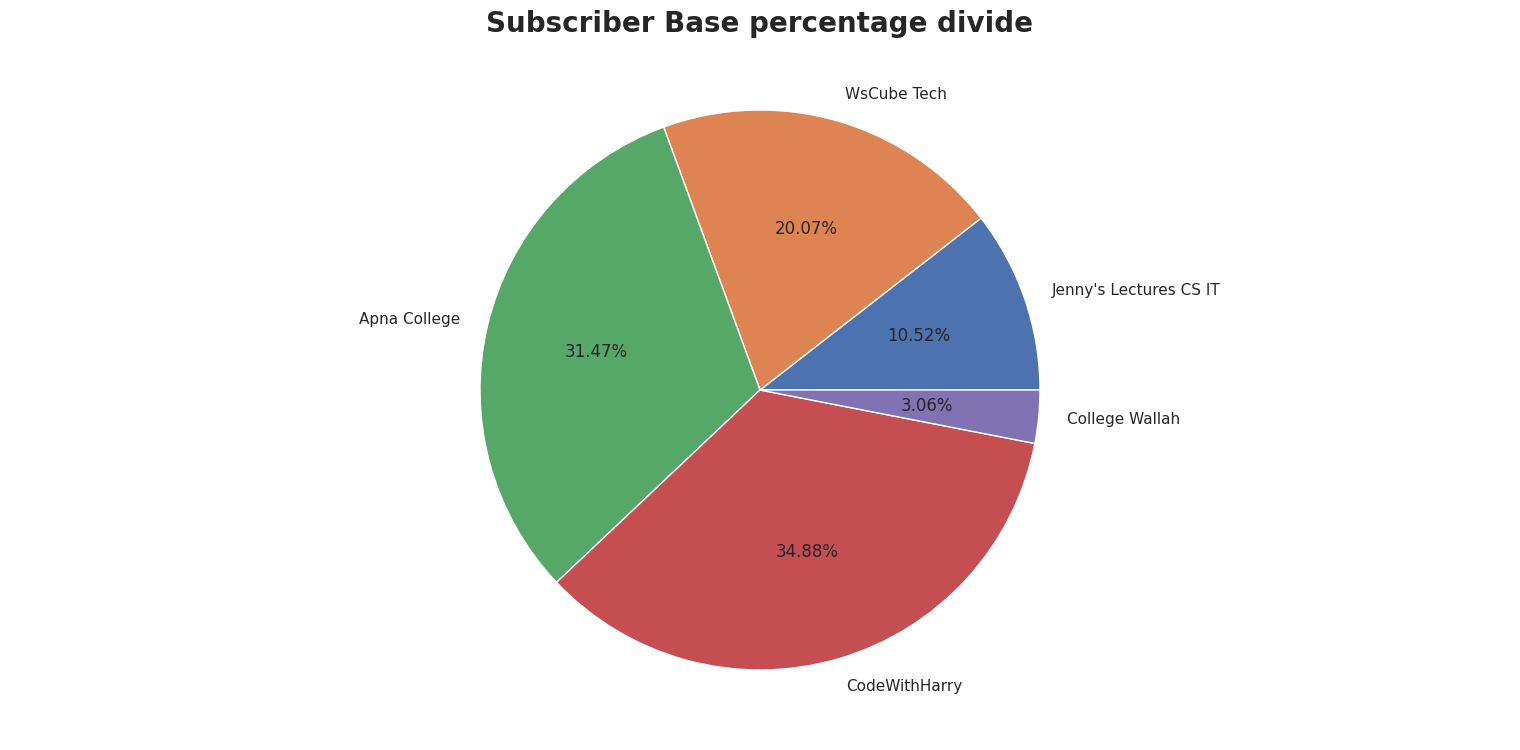 Subscriber Base percentage divide
WsCube Tech
20.07%
Jenny's Lectures CS IT
10.52%
Apna College
31.47%
3.06%
College Wallah
34.88%
CodeWithHarry